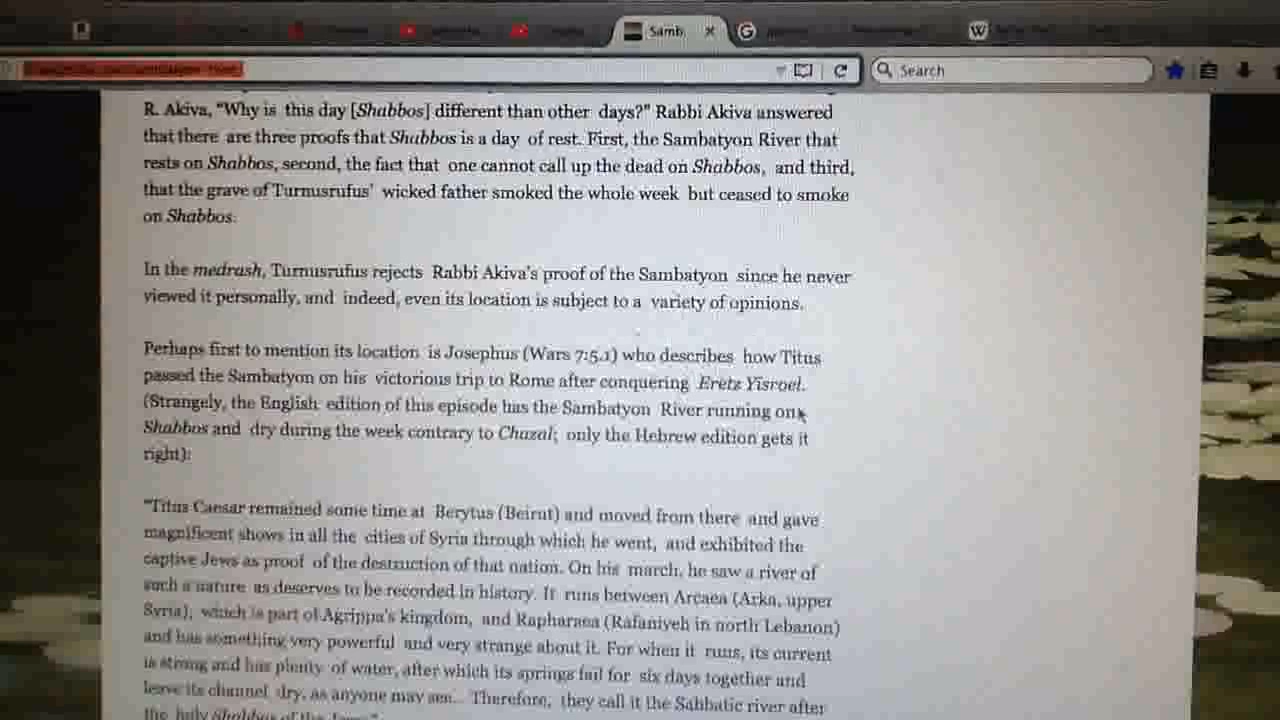 Samb
Search
R. Akiva, "Why is this day [Shabbos] different than other days?" Rabbi Akiva answered
that there are three proofs that Shabbos is a day of rest. First, the Sambatyon River that
rests on Shabbos, second, the fact that one cannot call up the dead on Shabbos, and third,
that the grave of Turnusrufus' wicked father smoked the whole week but ceased to smoke
on Shabbos.
In the medrash, Turnusrufus rejects Rabbi Akiva's proof of the Sambatyon since he never
viewed it personally, and indeed, even its location is subject to a variety of opinions.
Perhaps first to mention its location is Josephus (Wars 7:5.1) who describes how Titus
passed the Sambatyon on his victorious trip to Rome after conquering Eretz Yisroel.
(Strangely, the English edition of this episode has the Sambatyon River running on
Shabbos and dry during the week contrary to Chazal; only the Hebrew edition gets it
right):
"Titus Caesar remained some time at Berytus (Beirut) and moved from there and gave
magnificent shows in all the cities of Syria through which he went, and exhibited the
captive Jews as proof of the destruction of that nation. On his march, he saw a river of
such a nature as deserves to be recorded in history. It runs between Arcaea (Arka, upper
Syria), which is part of Agrippa's kingdom, and Rapharaea (Rafaniyeh in north Lebanon)
and has something very powerful and very strange about it. For when it runs, its current
is strong and has plenty of water, after which its springs fail for six days together and
leave its channel dry, as anyone may see... Therefore, they call it the Sabbatic river after
the holy Shabbos of the Jews."